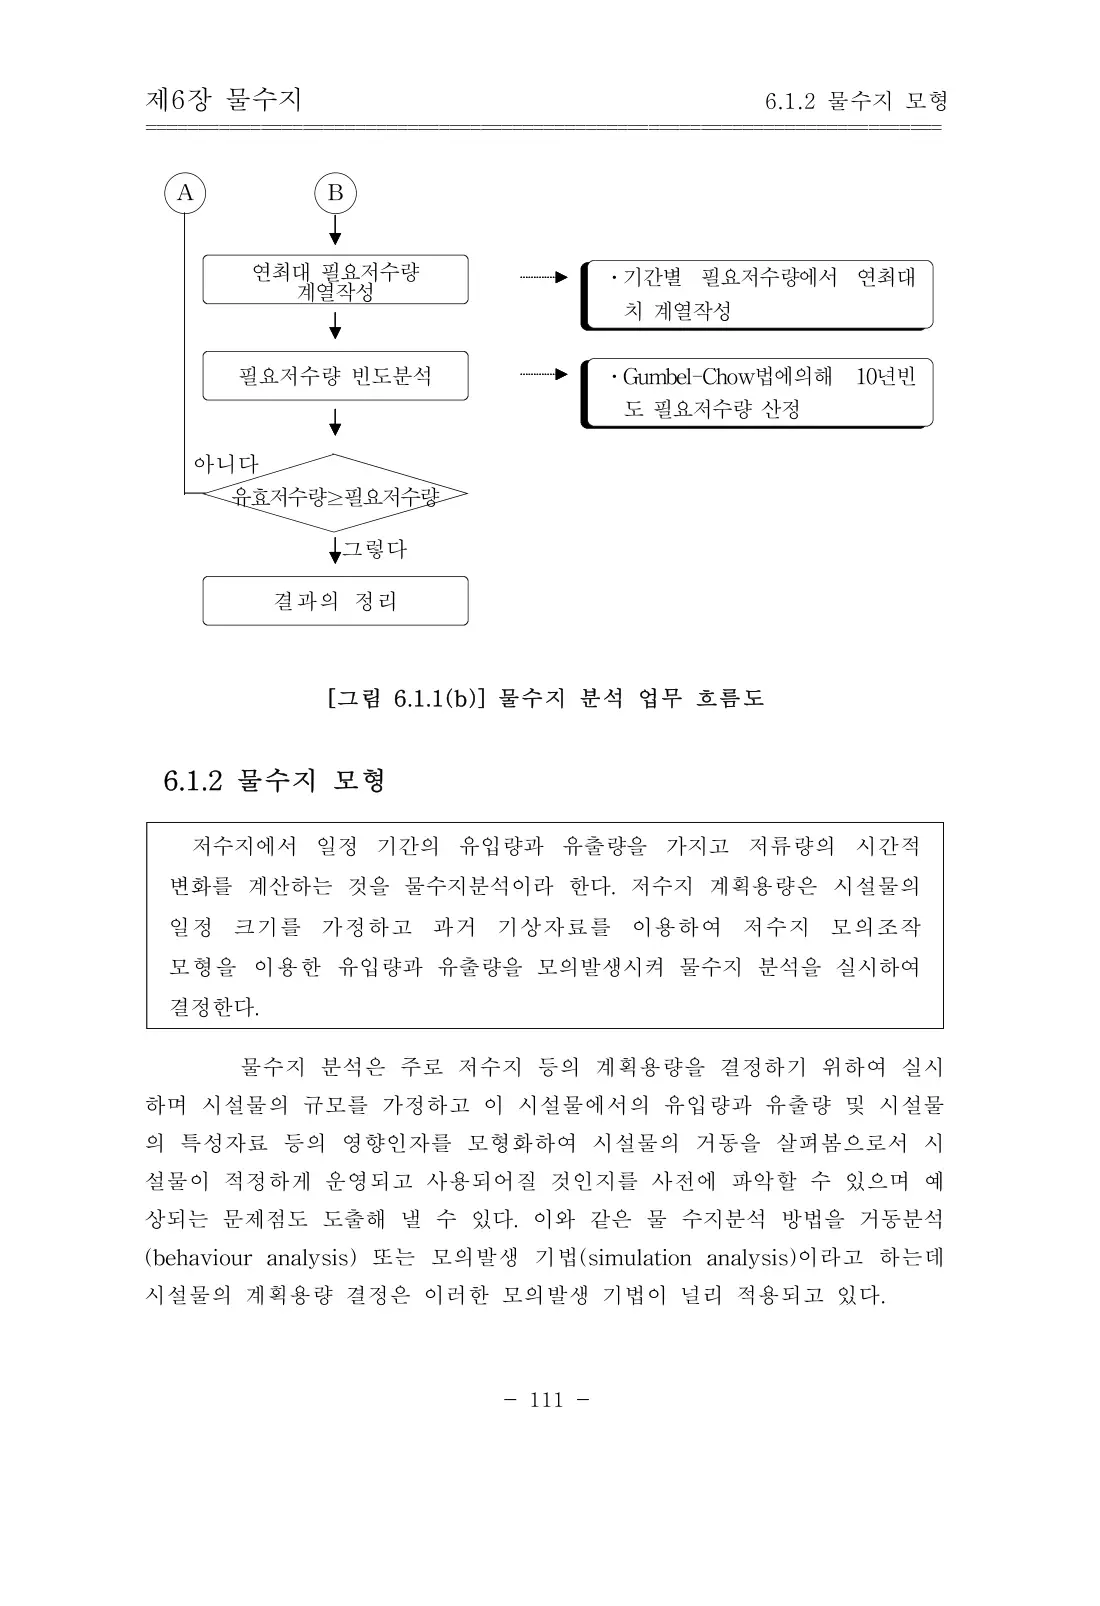 제6장 물수지
6.1.2 물수지 모형
A
B
연최대 필요저수량
계열작성
·기간별 필요저수량에서 연최대
치 계열작성
필요저수량 빈도분석
·Gumbel-Chow법에의해 10년빈
도 필요저수량 산정
아니다
유효저수량≥필요저수량
그렇다
결과의 정리
[그림 6.1.1(b)] 물수지 분석 업무 흐름도
6.1.2 물수지 모형
저수지에서 일정 기간의 유입량과 유출량을 가지고 저류량의 시간적
변화를 계산하는 것을 물수지분석이라 한다. 저수지 계획용량은 시설물의
일정 크기를 가정하고 과거 기상자료를 이용하여 저수지 모의조작
모형을 이용한 유입량과 유출량을 모의발생시켜 물수지 분석을 실시하여
결정한다.
물수지 분석은 주로 저수지 등의 계획용량을 결정하기 위하여 실시
하며 시설물의 규모를 가정하고 이 시설물에서의 유입량과 유출량 및 시설물
의 특성자료 등의 영향인자를 모형화하여 시설물의 거동을 살펴봄으로서 시
설물이 적정하게 운영되고 사용되어질 것인지를 사전에 파악할 수 있으며 예
상되는 문제점도 도출해 낼 수 있다. 이와 같은 물 수지분석 방법을 거동분석
(behaviour analysis) 또는 모의발생 기법(simulation analysis)이라고 하는데
시설물의 계획용량 결정은 이러한 모의발생 기법이 널리 적용되고 있다.
- 111 -